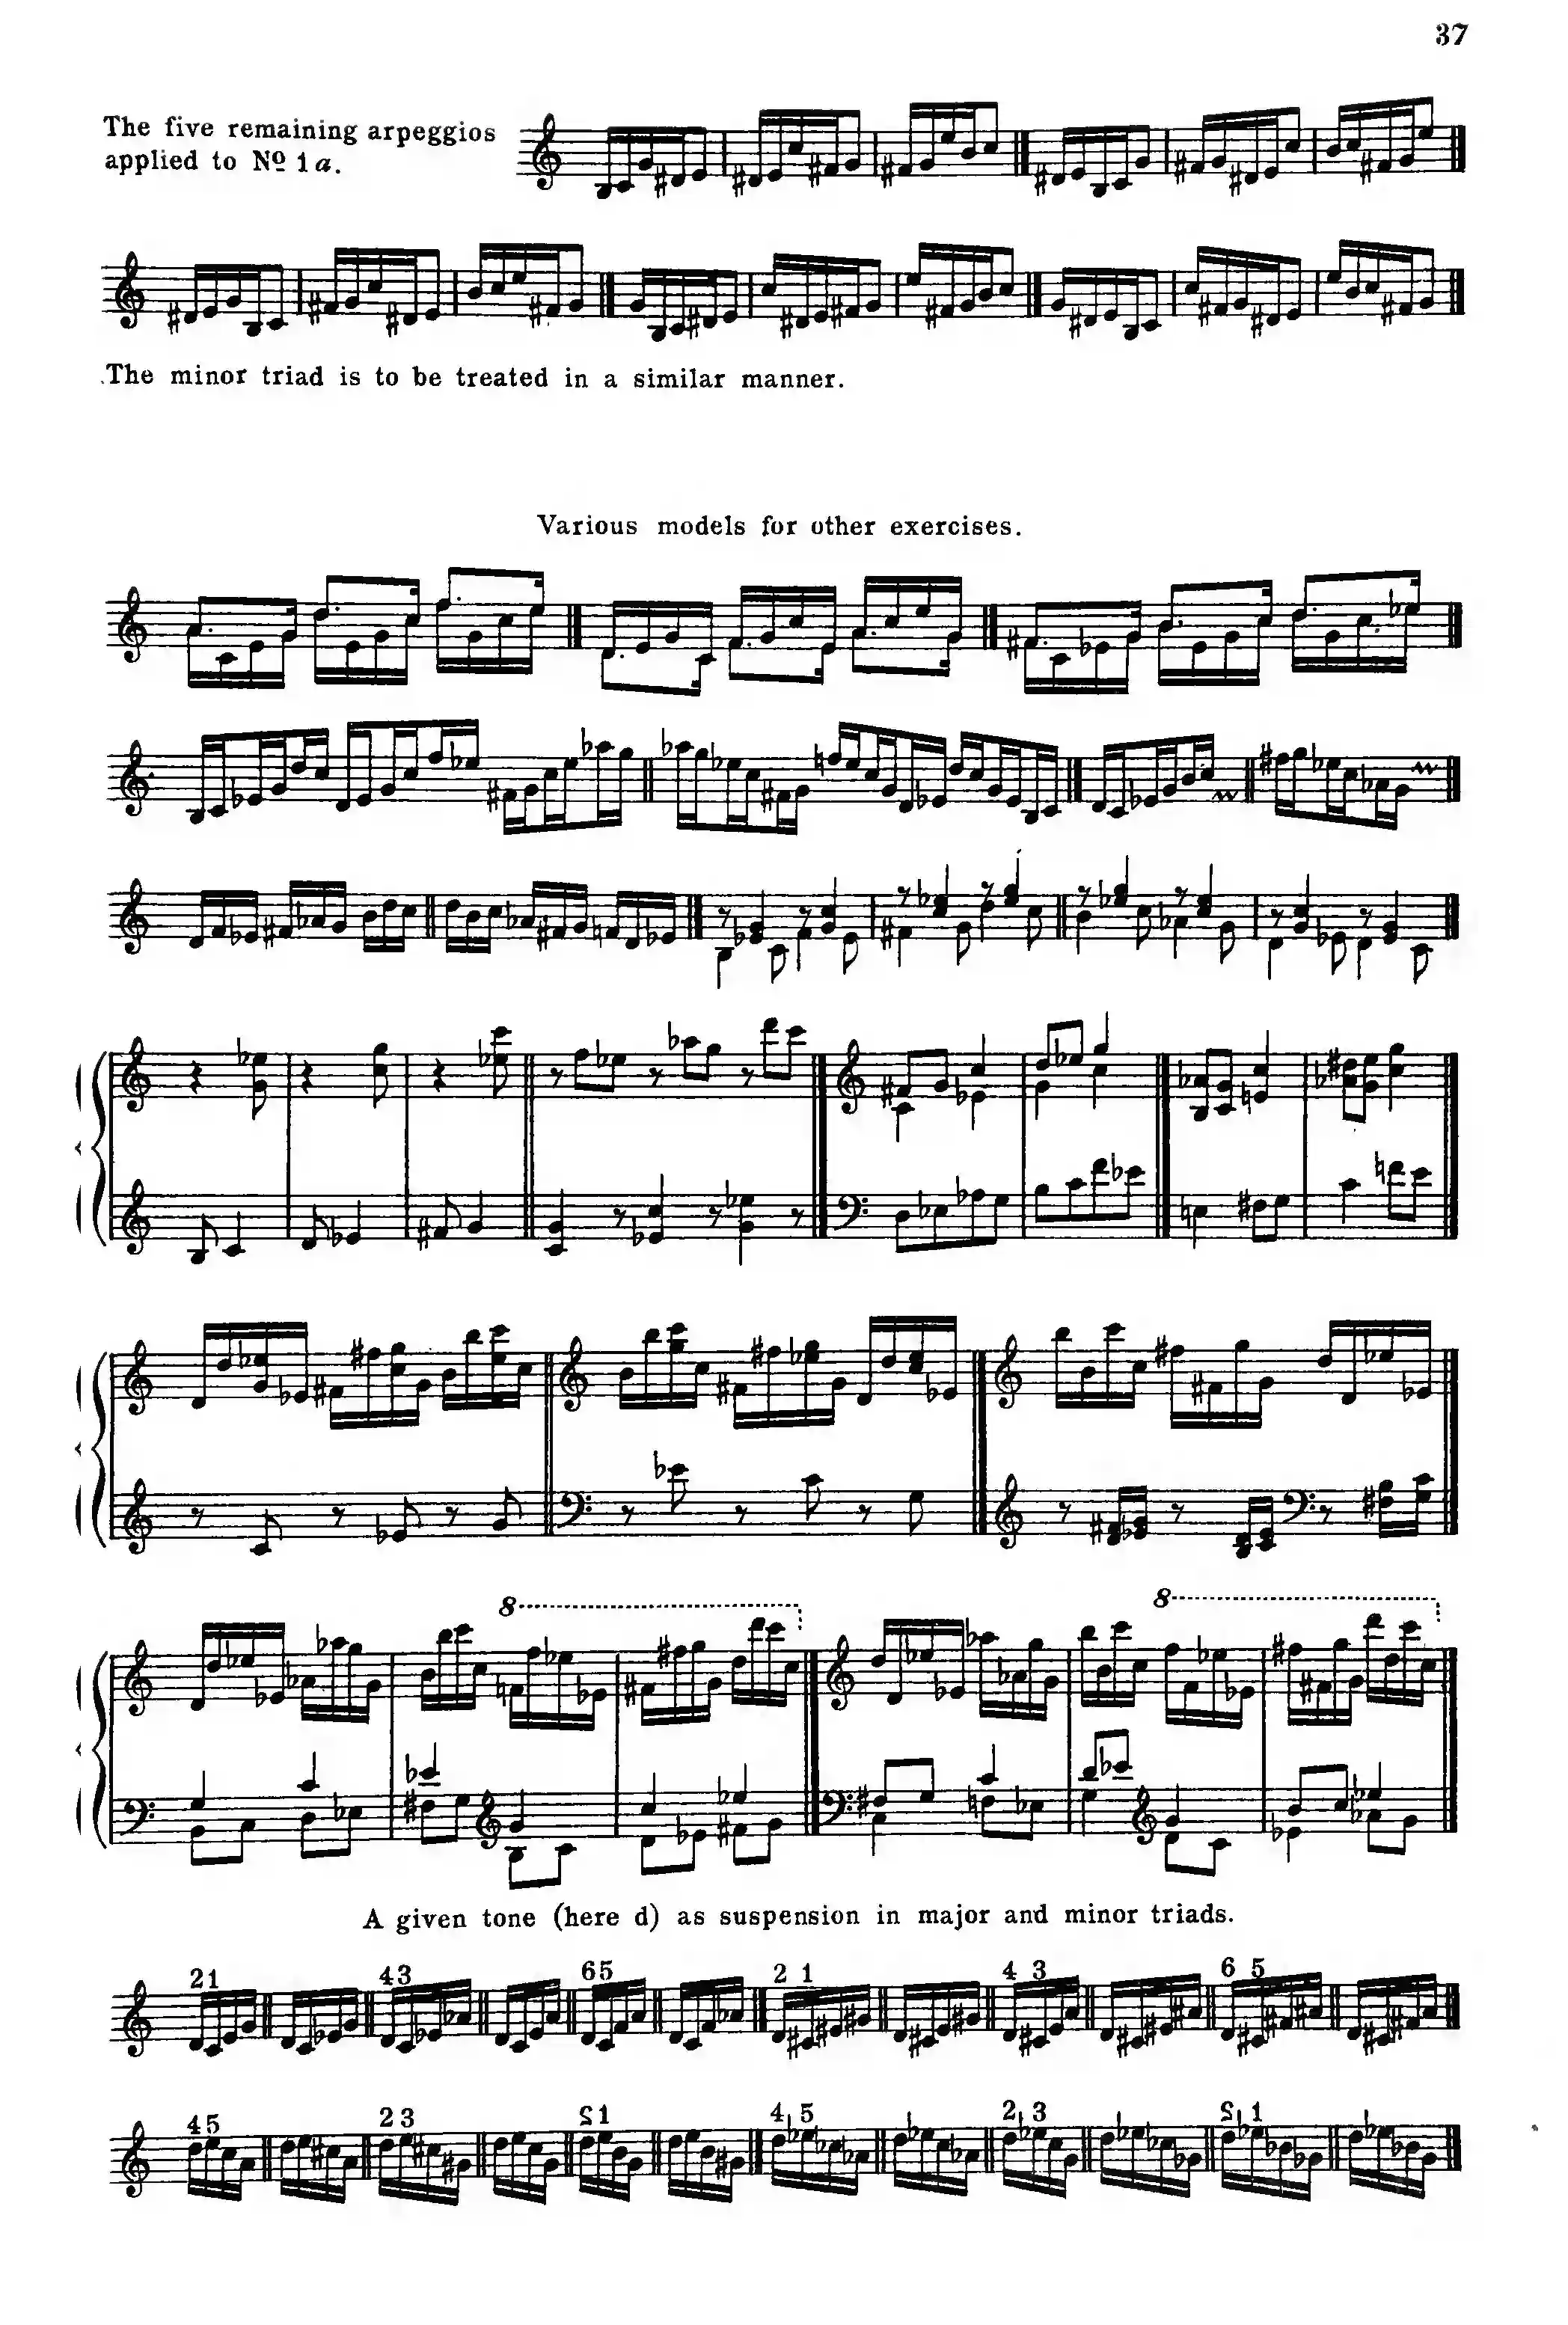 37
The five remaining arpeggios
applied to Nº 1a.
.The minor triad is to be treated in a similar manner.
Various models for other exercises.
8
8
A given tone (here d) as suspension in major and minor triads.
21 43 65 2 1 4 3 6 5
45 23 21 4 5 2 3 2 1